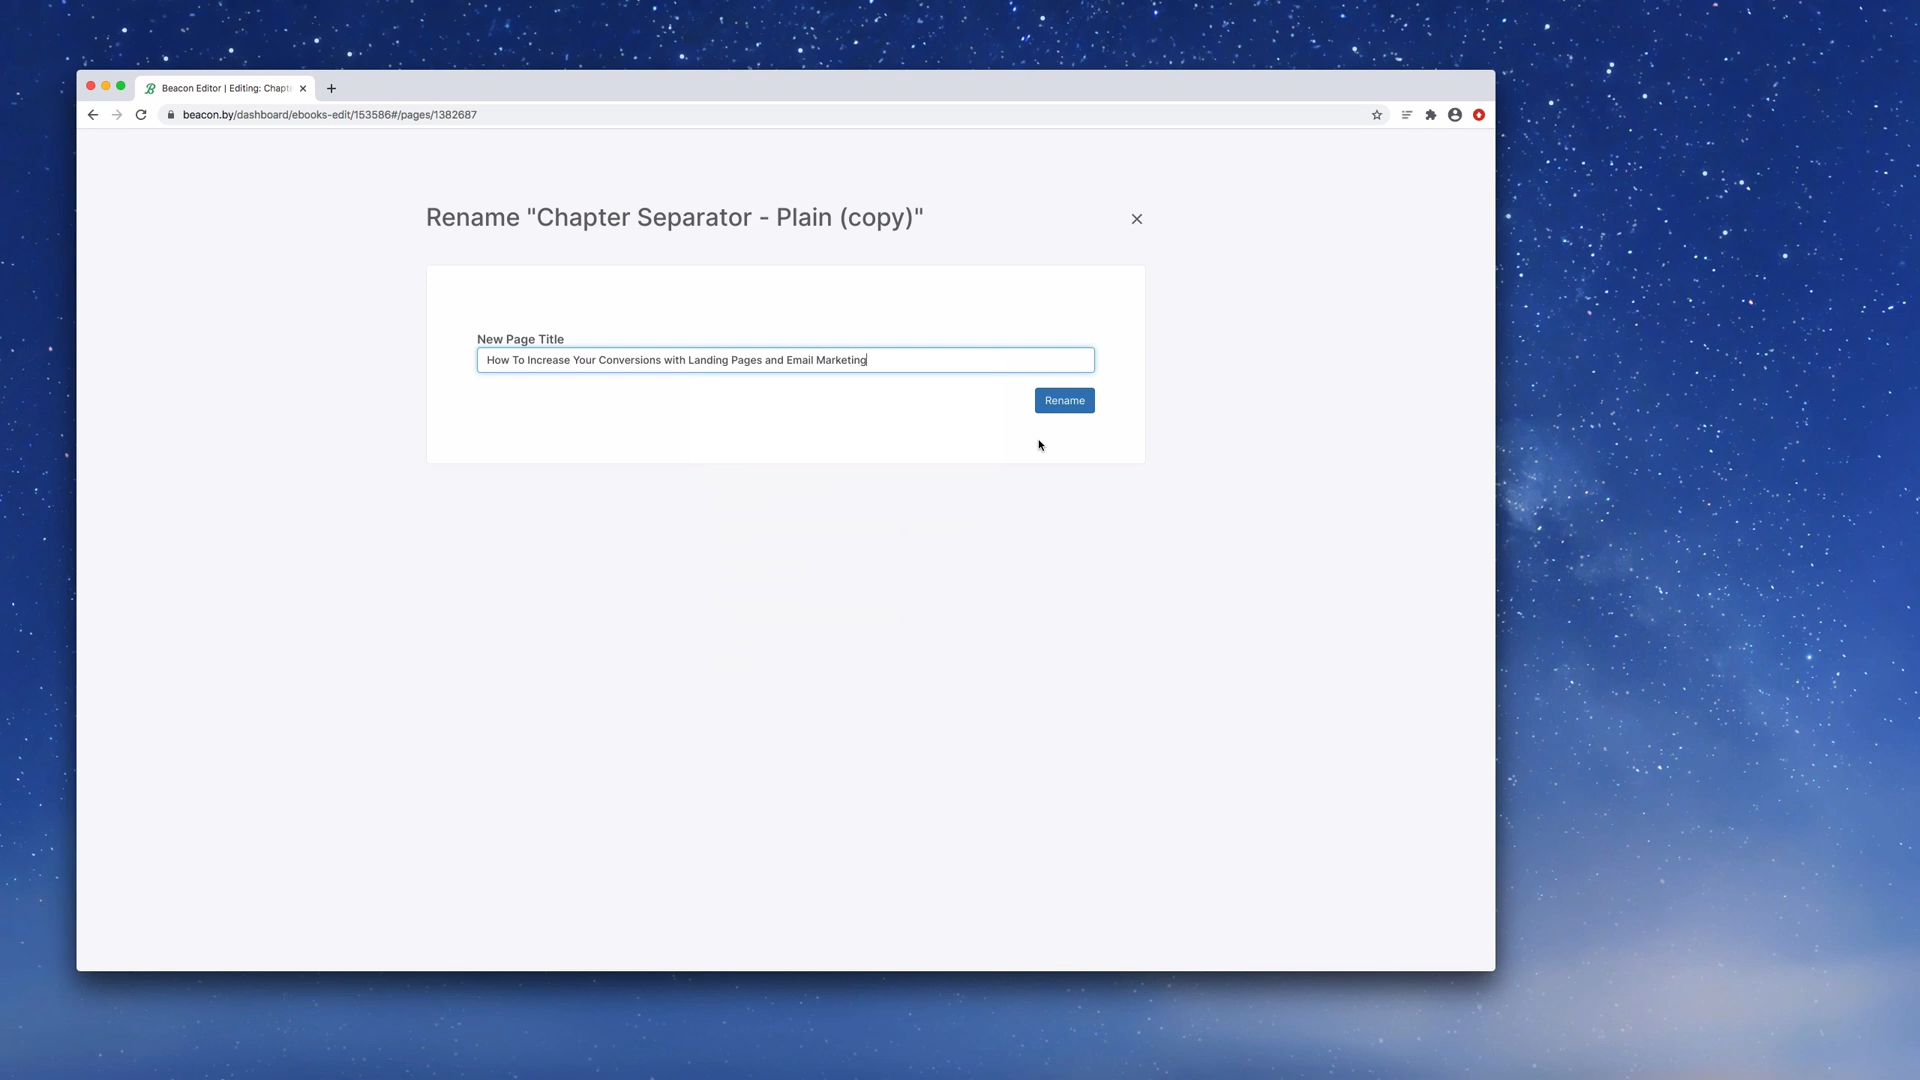 Beacon Editor | Editing: Chapt
beacon.by/dashboard/ebooks-edit/153586#/pages/1382687
Rename "Chapter Separator - Plain (copy)"
New Page Title
How To Increase Your Conversions with Landing Pages and Email Marketing
Rename